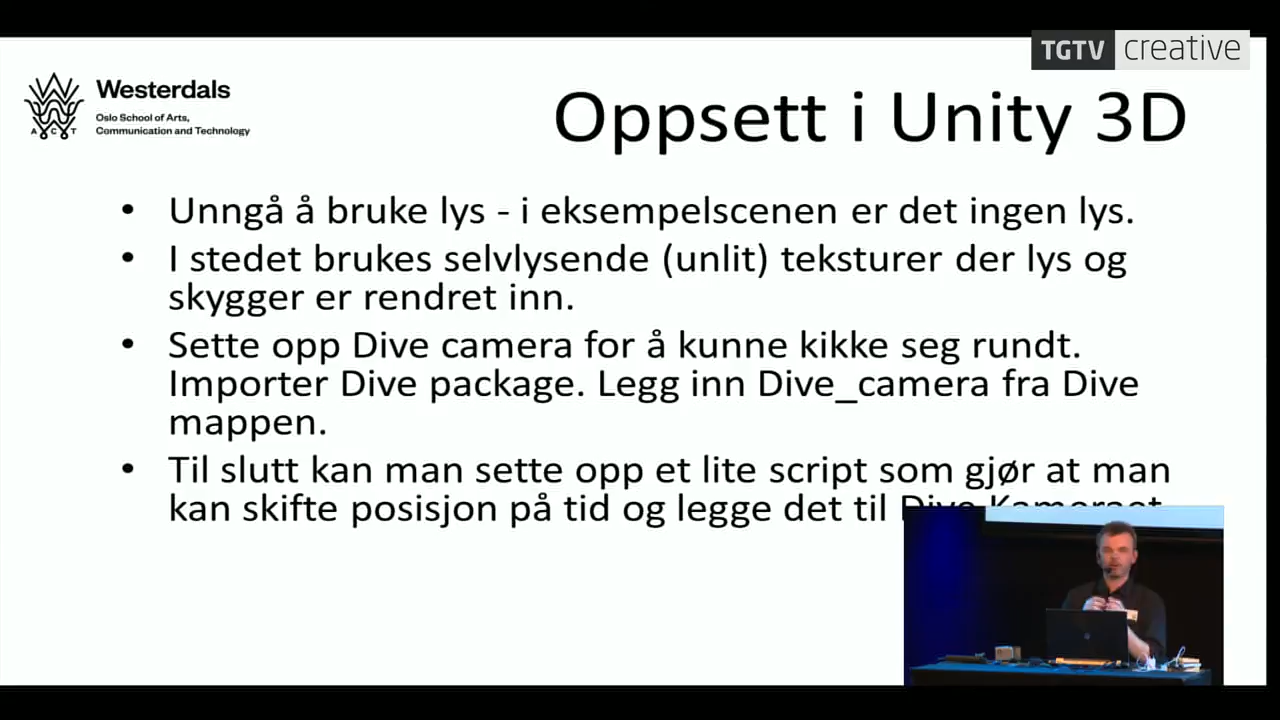 TGTV creative
Westerdals
Oslo School of Arts,
Communication and Technology
A C T
Oppsett i Unity 3D
• Unngå å bruke lys - i eksempelscenen er det ingen lys.
• I stedet brukes selvlysende (unlit) teksturer der lys og
skygger er rendret inn.
• Sette opp Dive camera for å kunne kikke seg rundt.
Importer Dive package. Legg inn Dive_camera fra Dive
mappen.
• Til slutt kan man sette opp et lite script som gjør at man
kan skifte posisjon på tid og legge det til Dive Kameraet